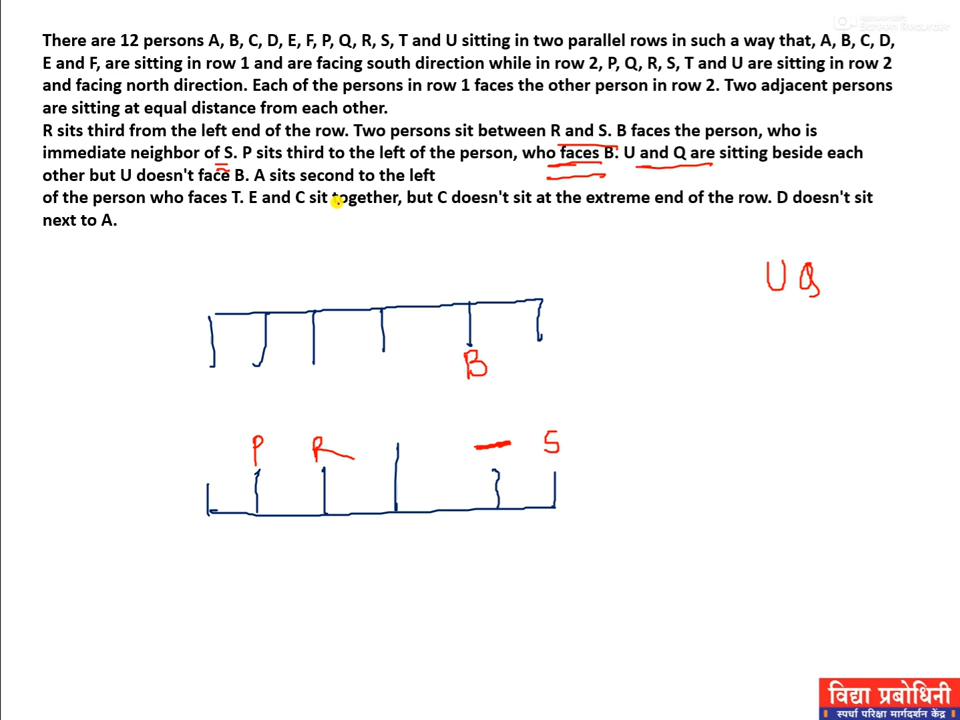 There are 12 persons A, B, C, D, E, F, P, Q, R, S, T and U sitting in two parallel rows in such a way that, A, B, C, D,
E and F, are sitting in row 1 and are facing south direction while in row 2, P, Q, R, S, T and U are sitting in row 2
and facing north direction. Each of the persons in row 1 faces the other person in row 2. Two adjacent persons
are sitting at equal distance from each other.
R sits third from the left end of the row. Two persons sit between R and S. B faces the person, who is
immediate neighbor of S. P sits third to the left of the person, who faces B. U and Q are sitting beside each
other but U doesn't face B. A sits second to the left
of the person who faces T. E and C sit together, but C doesn't sit at the extreme end of the row. D doesn't sit
next to A.
U Q
B
P R S
विद्या प्रबोधिनी
स्पर्धा परिक्षा मार्गदर्शन केंद्र